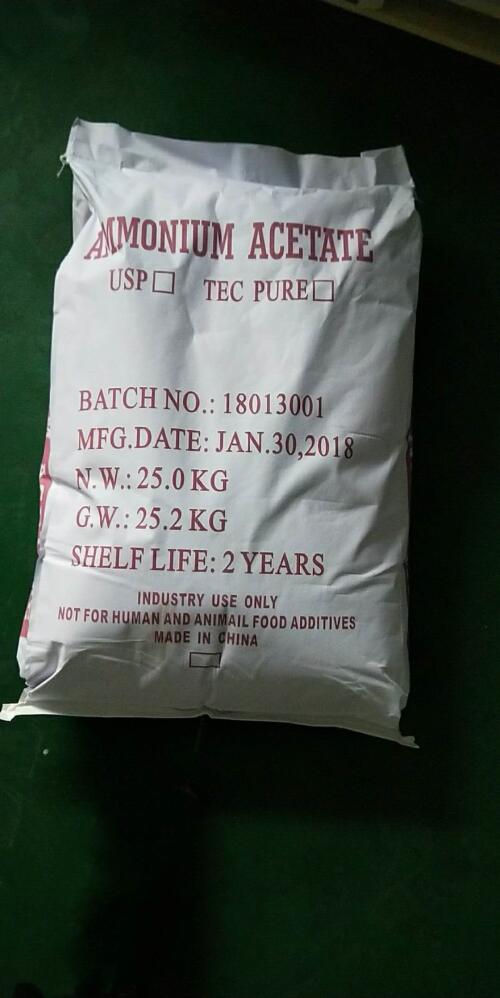 AMMONIUM ACETATE
USP TEC PURE
BATCH NO.: 18013001
MFG.DATE: JAN.30,2018
N.W.: 25.0 KG
G.W.: 25.2 KG
SHELF LIFE: 2 YEARS
INDUSTRY USE ONLY
NOT FOR HUMAN AND ANIMAIL FOOD ADDITIVES
MADE IN CHINA